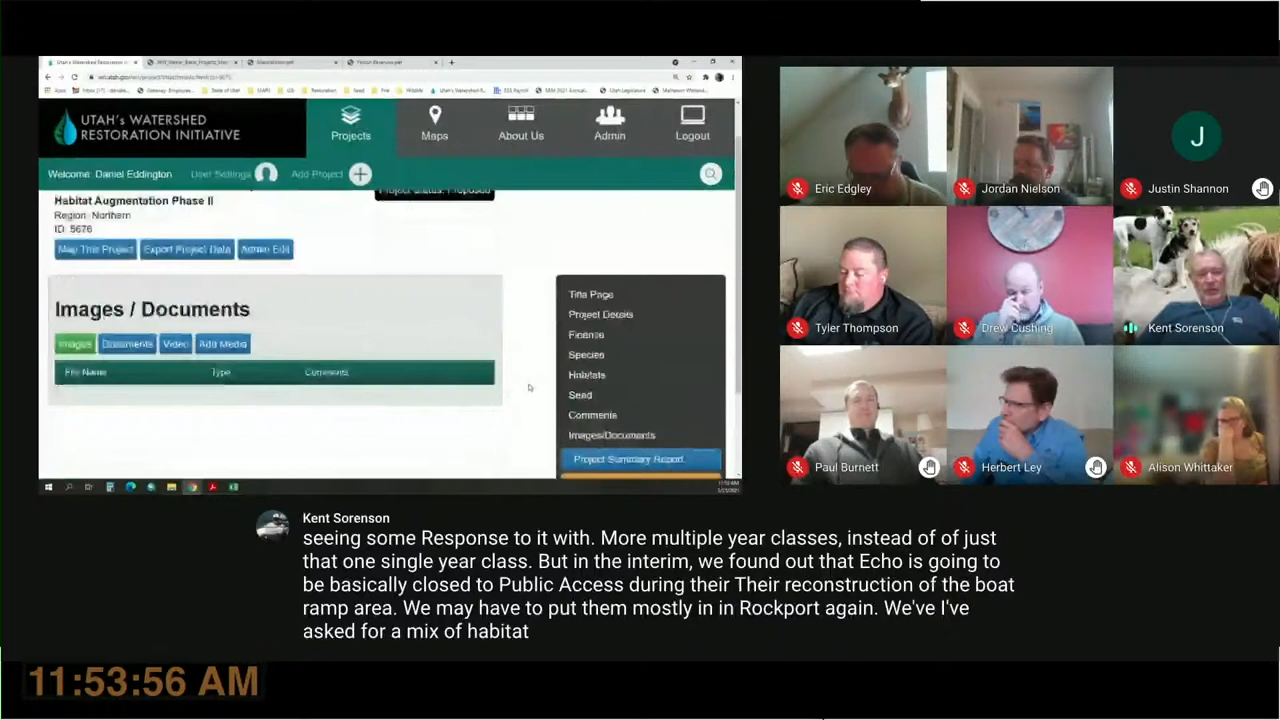 UTAH'S WATERSHED
RESTORATION INITIATIVE
Projects
Maps
About Us
Admin
Logout
Welcome: Daniel Eddington
User Settings
Add Project
Project Status: Proposed
Habitat Augmentation Phase II
Region: Northern
ID: 5676
Map This Project
Export Project Data
Admin Edit
Images / Documents
Images
Documents
Video
Add Media
File Name
Type
Comments
Title Page
Project Details
Finance
Species
Habitats
Seed
Comments
Images/Documents
Project Summary Report
Eric Edgley
Jordan Nielson
J
Justin Shannon
Tyler Thompson
Drew Cushing
Kent Sorenson
Paul Burnett
Herbert Ley
Alison Whittaker
Kent Sorenson
seeing some Response to it with. More multiple year classes, instead of of just
that one single year class. But in the interim, we found out that Echo is going to
be basically closed to Public Access during their Their reconstruction of the boat
ramp area. We may have to put them mostly in in Rockport again. We've I've
asked for a mix of habitat
11:53:56 AM